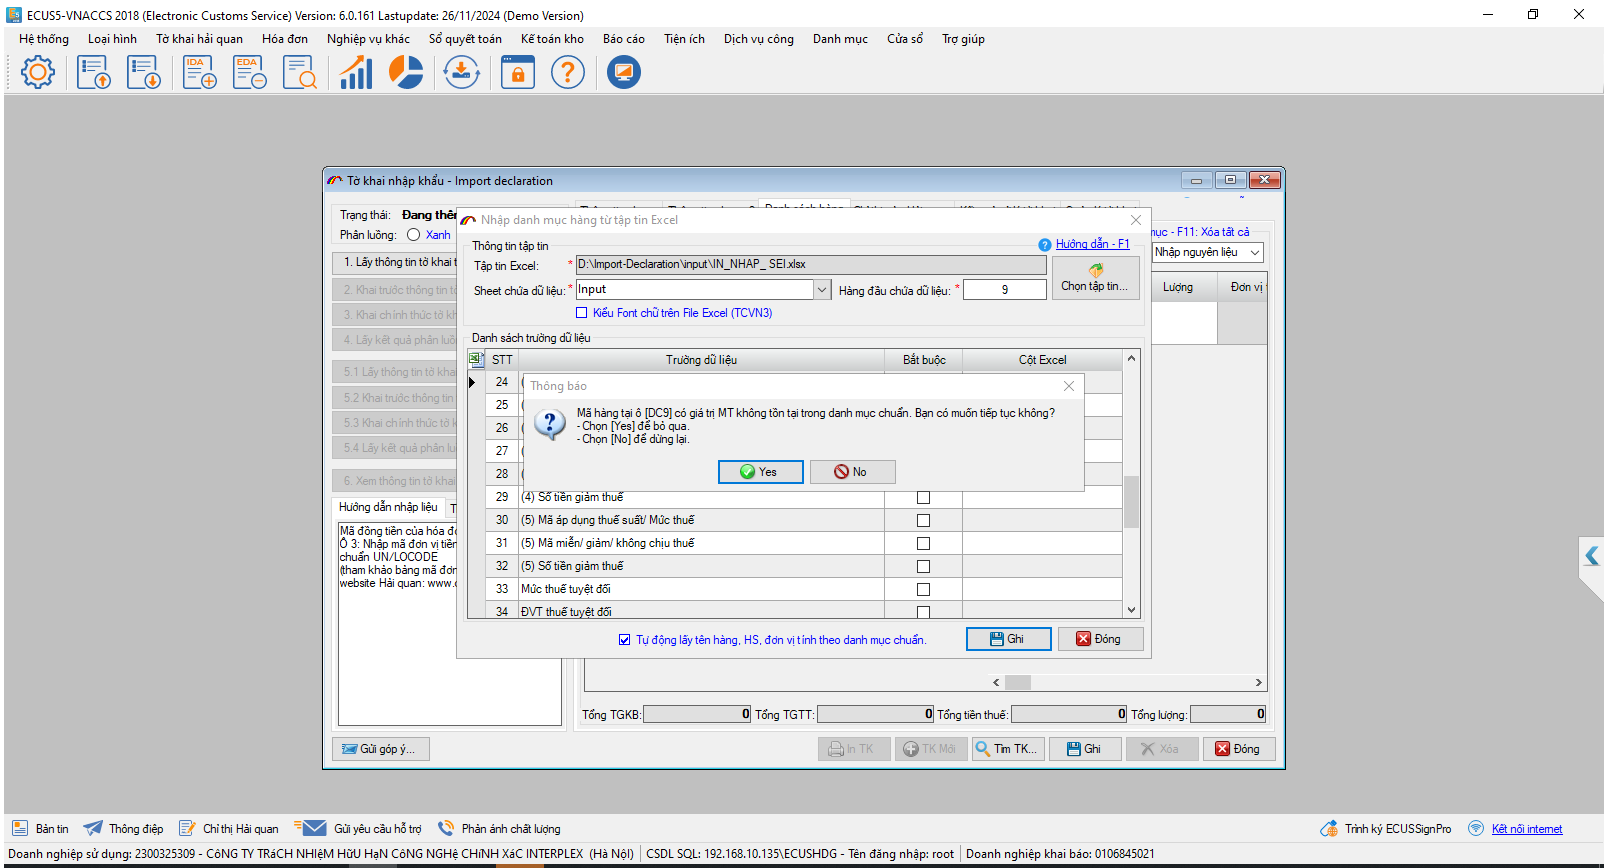 ECUS5-VNACCS 2018 (Electronic Customs Service) Version: 6.0.161 Lastupdate: 26/11/2024 (Demo Version)
Hệ thống Loại hình Tờ khai hải quan Hóa đơn Nghiệp vụ khác Sổ quyết toán Kế toán kho Báo cáo Tiện ích Dịch vụ công Danh mục Cửa sổ Trợ giúp
IDA EDA
Tờ khai nhập khẩu - Import declaration
Trạng thái: Đang thê
Phân luồng: Xanh
mục - F11: Xóa tất cả
Nhập nguyên liệu
Lượng Đơn vị
1. Lấy thông tin tờ khai
2. Khai trước thông tin tờ
3. Khai chính thức tờ kh
4. Lấy kết quả phân luồ
5.1 Lấy thông tin tờ kha
5.2 Khai trước thông tin
5.3 Khai chính thức tờ k
5.4 Lấy kết quả phân lu
6. Xem thông tin tờ khai
Hướng dẫn nhập liệu
Mã đồng tiền của hóa đơ
Ô 3: Nhập mã đơn vị tiền
chuẩn UN/LOCODE
(tham khảo bảng mã đơn
website Hải quan: www.c
Nhập danh mục hàng từ tập tin Excel
Thông tin tập tin
Hướng dẫn - F1
Tập tin Excel: * D:\Import-Declaration\input\IN_NHAP_ SEI.xlsx
Chọn tập tin...
Sheet chứa dữ liệu: * Input Hàng đầu chứa dữ liệu: * 9
Kiểu Font chữ trên File Excel (TCVN3)
Danh sách trường dữ liệu
STT Trường dữ liệu Bắt buộc Cột Excel
24
25
26
27
28
29 (4) Số tiền giảm thuế
30 (5) Mã áp dụng thuế suất/ Mức thuế
31 (5) Mã miễn/ giảm/ không chịu thuế
32 (5) Số tiền giảm thuế
33 Mức thuế tuyệt đối
34 ĐVT thuế tuyệt đối
Thông báo
Mã hàng tại ô [DC9] có giá trị MT không tồn tại trong danh mục chuẩn. Bạn có muốn tiếp tục không?
- Chọn [Yes] để bỏ qua.
- Chọn [No] để dừng lại.
Yes No
Tự động lấy tên hàng, HS, đơn vị tính theo danh mục chuẩn.
Ghi Đóng
Tổng TGKB: 0 Tổng TGTT: 0 Tổng tiền thuế: 0 Tổng lượng: 0
Gửi góp ý... In TK TK Mới Tìm TK... Ghi Xóa Đóng
Bản tin Thông điệp Chỉ thị Hải quan Gửi yêu cầu hỗ trợ Phản ánh chất lượng Trình ký ECUSSignPro Kết nối internet
Doanh nghiệp sử dụng: 2300325309 - CôNG TY TRáCH NHIệM HữU HạN CôNG NGHệ CHíNH XáC INTERPLEX (Hà Nội) CSDL SQL: 192.168.10.135\ECUSHDG - Tên đăng nhập: root Doanh nghiệp khai báo: 0106845021